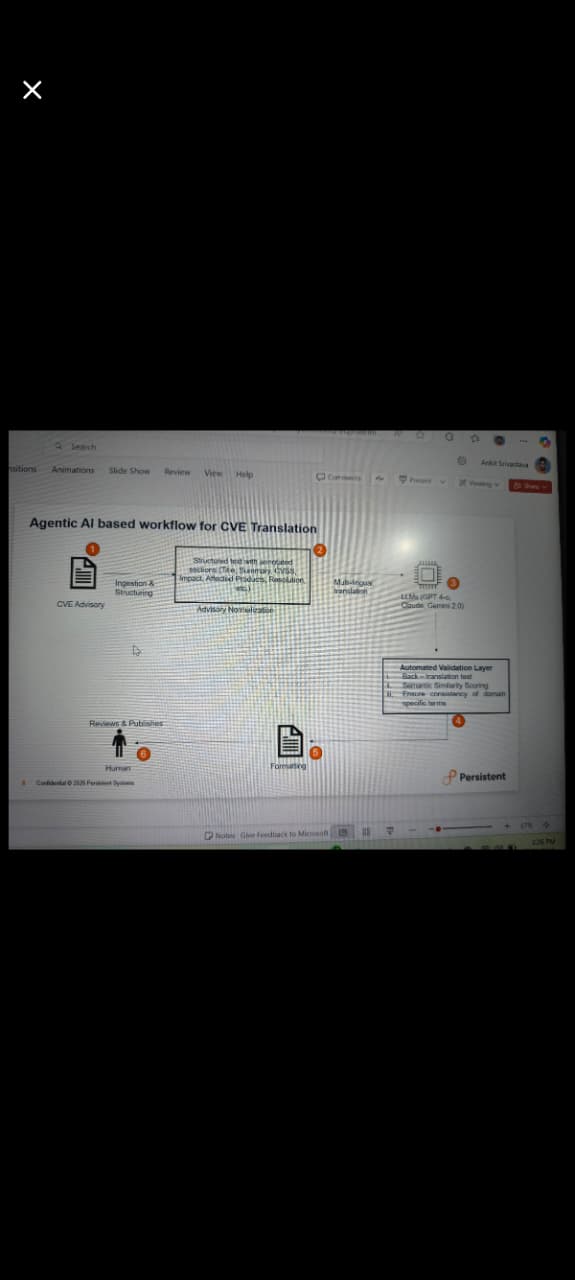 Search
Ankit Srivastava
Animations Slide Show Review View Help
Comments
Present
Viewing
Share
Agentic AI based workflow for CVE Translation
1
CVE Advisory
Ingestion &
Structuring
2
Structured text with annotated
sections (Title, Summary, CVSS,
Impact, Affected Products, Resolution,
etc.)
Advisory Normalization
Multi-lingual
translation
3
LLMs (GPT 4-o,
Claude, Gemini 2.0)
Automated Validation Layer
Back – translation test
Semantic Similarity Scoring
Ensure consistency of domain
specific terms
4
Formatting
5
Reviews & Publishes
6
Human
Confidential © 2025 Persistent Systems
Persistent
Notes Give Feedback to Microsoft